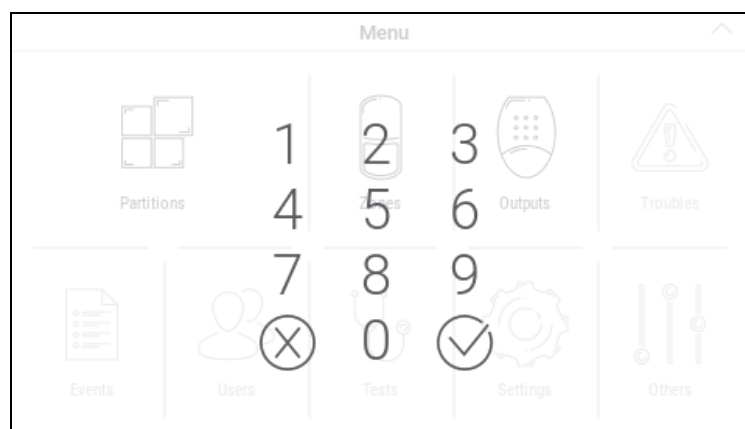 Menu
1 2 3
Partitions Zones Outputs Troubles
4 5 6
7 8 9
0
Events Users Tests Settings Others